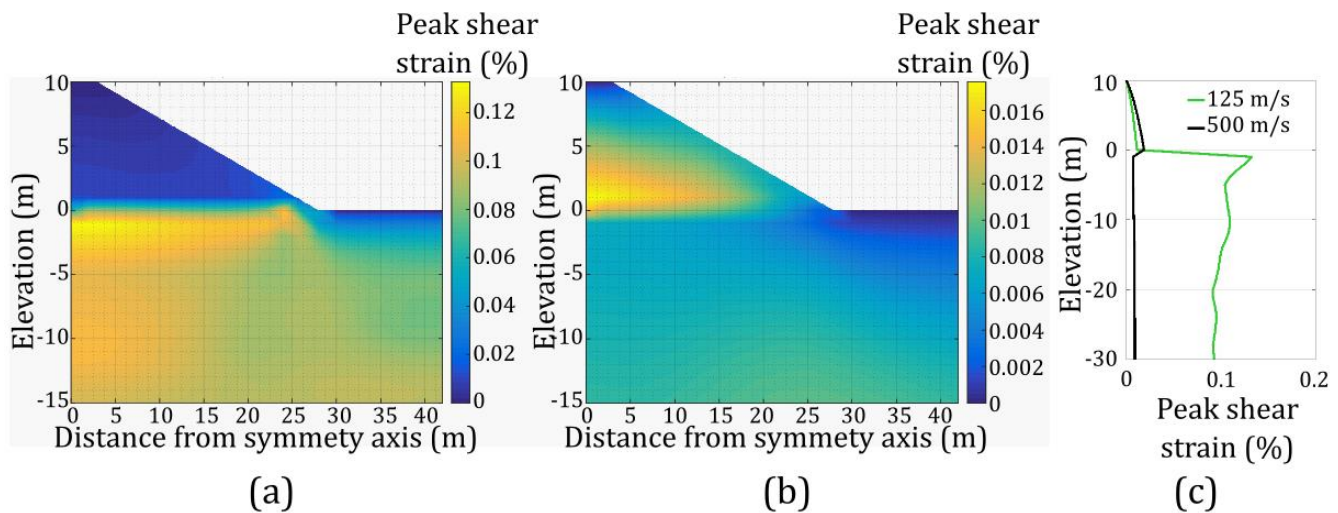 Peak shear
strain (%)
10
5
0
-5
-10
-15
Elevation (m)
0 5 10 15 20 25 30 35 40
Distance from symmety axis (m)
0.12
0.1
0.08
0.06
0.04
0.02
0
(a)
Peak shear
strain (%)
10
5
0
-5
-10
-15
Elevation (m)
0 5 10 15 20 25 30 35 40
Distance from symmety axis (m)
0.016
0.014
0.012
0.010
0.008
0.006
0.004
0.002
0
(b)
10
0
-10
-20
-30
Elevation (m)
125 m/s
500 m/s
0 0.1 0.2
Peak shear
strain (%)
(c)